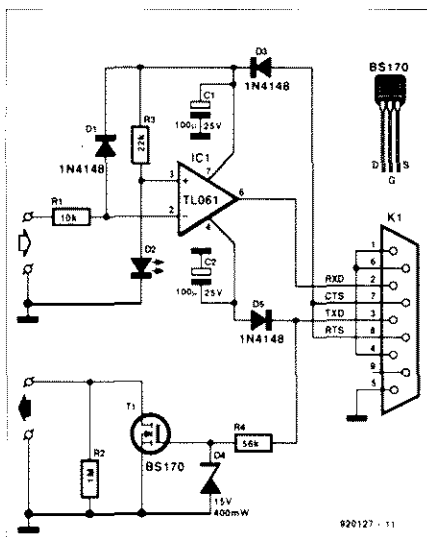 D3
1N4148
BS170
D G S
C1
100µ 25V
R3
22k
D1
1N4148
IC1
7
3 +
TL061
6
2 -
4
R1
10k
D2
C2
100µ 25V
D5
1N4148
K1
1
6
RXD 2
CTS 7
TXD 3
RTS 8
4
9
5
T1
BS170
R4
56k
R2
1M
D4
15V
400mW
920127 - 11